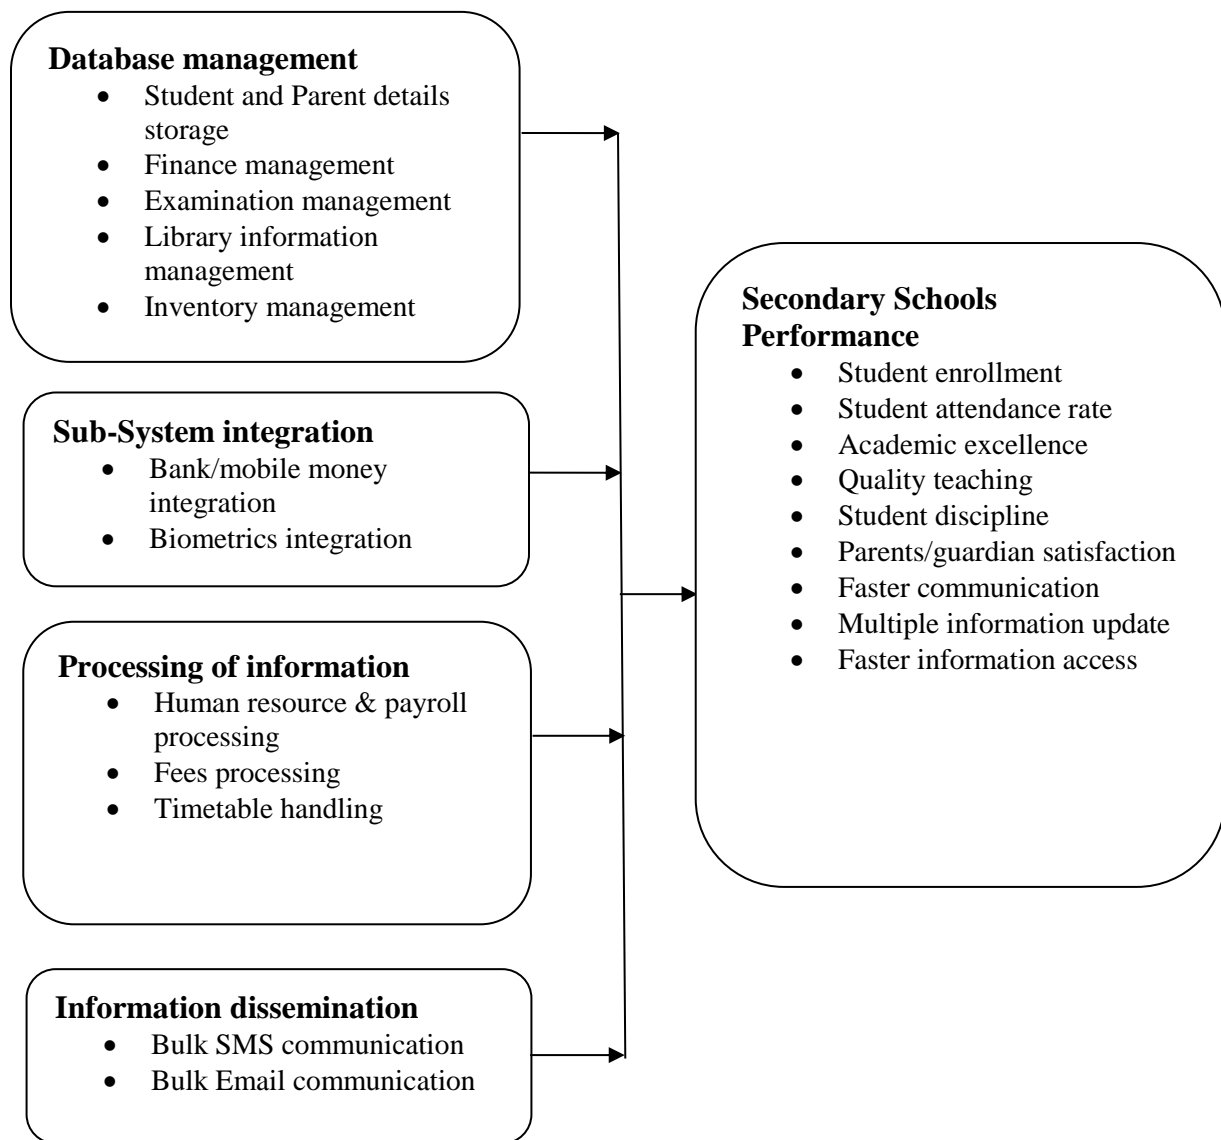 Database management
• Student and Parent details
storage
• Finance management
• Examination management
• Library information
management
• Inventory management
Sub-System integration
• Bank/mobile money
integration
• Biometrics integration
Processing of information
• Human resource & payroll
processing
• Fees processing
• Timetable handling
Information dissemination
• Bulk SMS communication
• Bulk Email communication
Secondary Schools
Performance
• Student enrollment
• Student attendance rate
• Academic excellence
• Quality teaching
• Student discipline
• Parents/guardian satisfaction
• Faster communication
• Multiple information update
• Faster information access